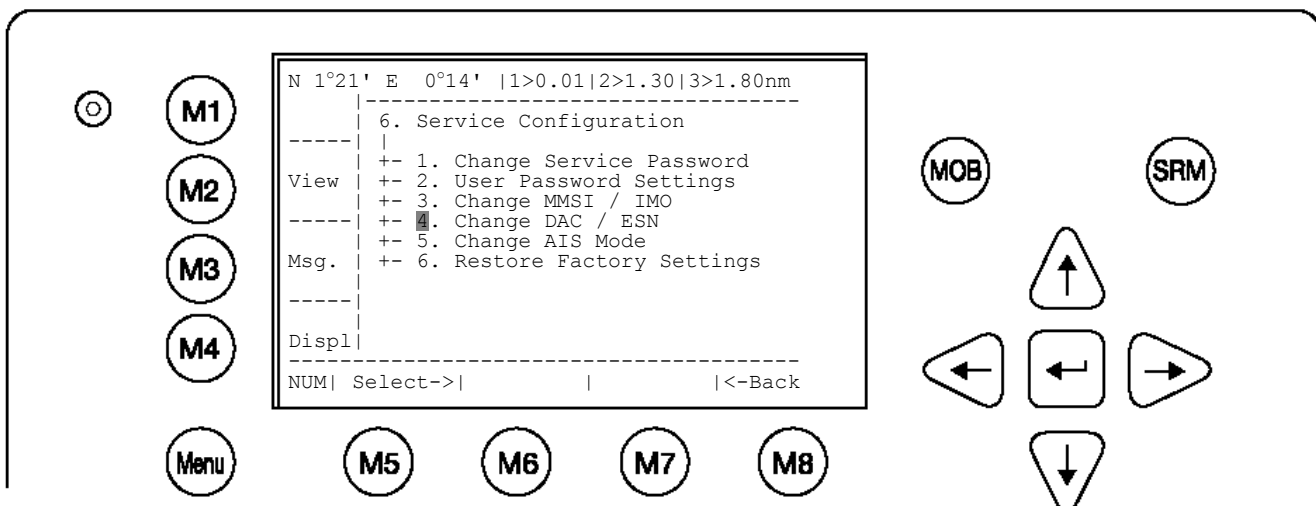 N 1°21' E  0°14' |1>0.01|2>1.30|3>1.80nm
6. Service Configuration
+- 1. Change Service Password
View | +- 2. User Password Settings
+- 3. Change MMSI / IMO
+- 4. Change DAC / ESN
+- 5. Change AIS Mode
Msg. | +- 6. Restore Factory Settings
Displ|
NUM| Select->|        |        |<-Back
M1
M2
M3
M4
Menu
M5
M6
M7
M8
MOB
SRM